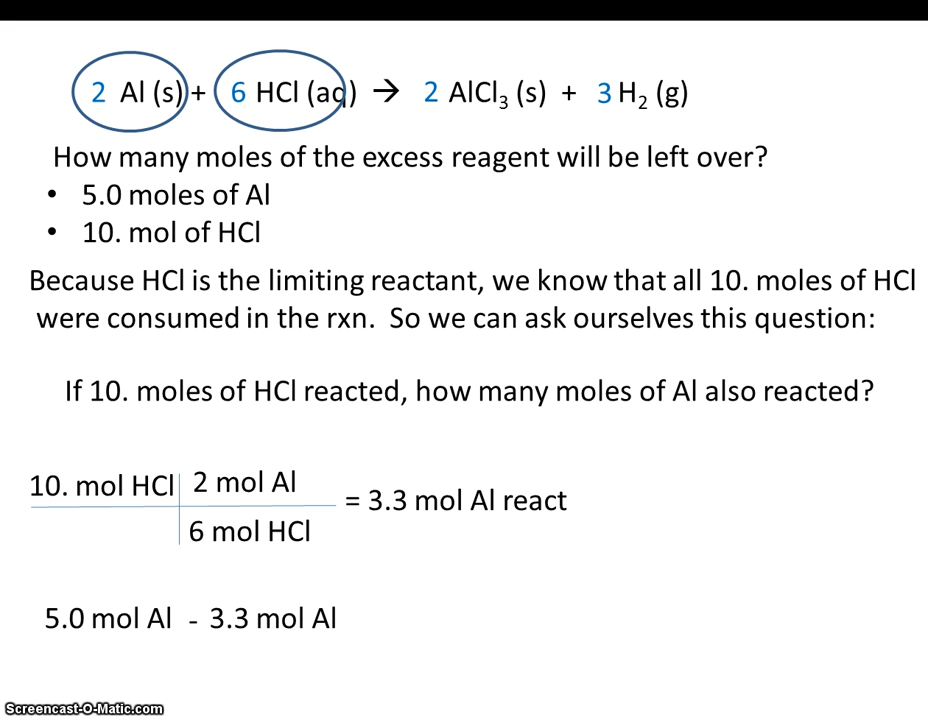 2 Al (s) + 6 HCl (aq) → 2 AlCl₃ (s) + 3 H₂ (g)
How many moles of the excess reagent will be left over?
• 5.0 moles of Al
• 10. mol of HCl
Because HCl is the limiting reactant, we know that all 10. moles of HCl
were consumed in the rxn. So we can ask ourselves this question:
If 10. moles of HCl reacted, how many moles of Al also reacted?
10. mol HCl 2 mol Al
= 3.3 mol Al react
6 mol HCl
5.0 mol Al - 3.3 mol Al
Screencast-O-Matic.com